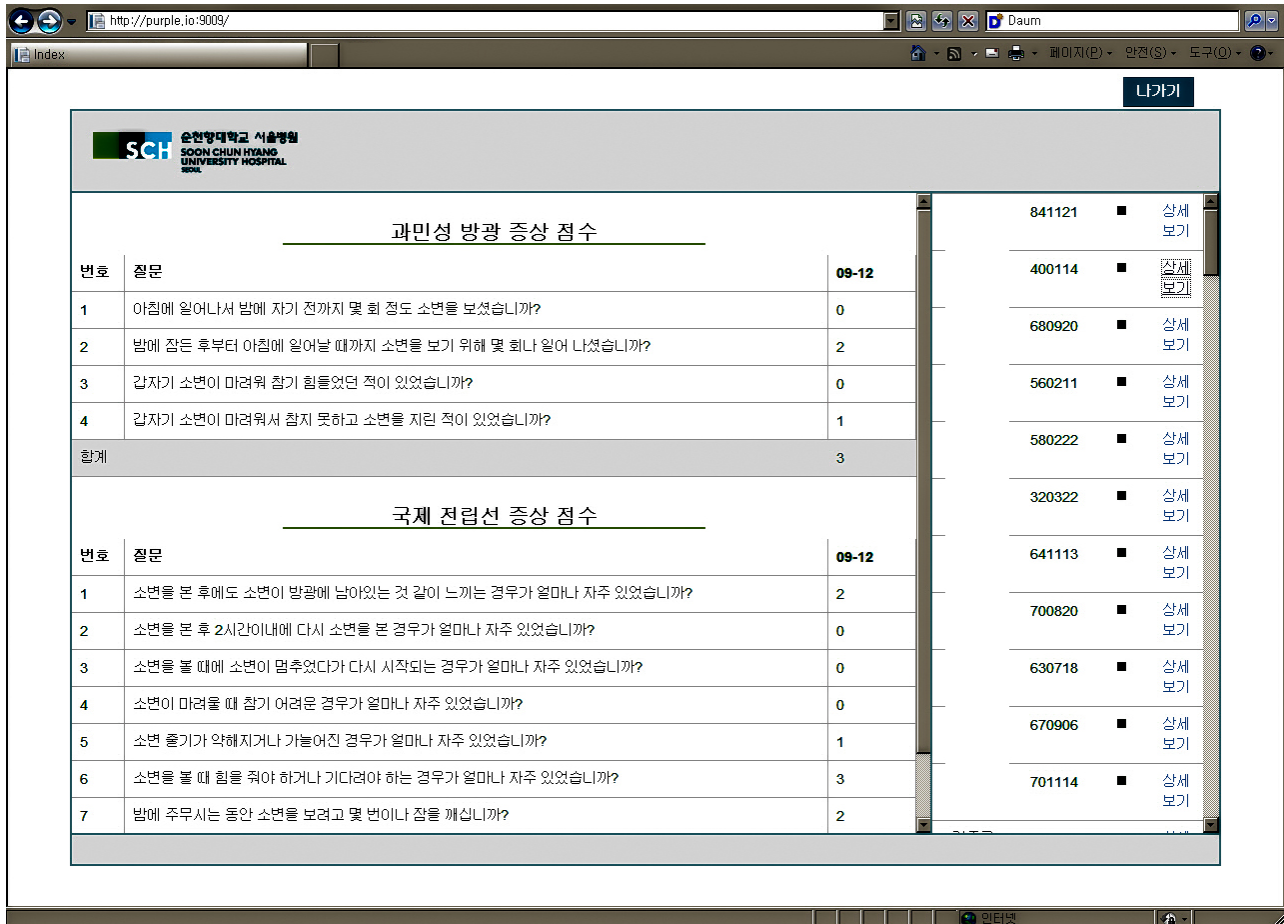 http://purple.io:9009/
Daum
Index
페이지(P) 안전(S) 도구(O)
나가기
SCH 순천향대학교 서울병원
SOON CHUN HYANG
UNIVERSITY HOSPITAL
SEOUL
과민성 방광 증상 점수
번호 질문 09-12
1 아침에 일어나서 밤에 자기 전까지 몇 회 정도 소변을 보셨습니까? 0
2 밤에 잠든 후부터 아침에 일어날 때까지 소변을 보기 위해 몇 회나 일어 나셨습니까? 2
3 갑자기 소변이 마려워 참기 힘들었던 적이 있었습니까? 0
4 갑자기 소변이 마려워서 참지 못하고 소변을 지린 적이 있었습니까? 1
합계 3
국제 전립선 증상 점수
번호 질문 09-12
1 소변을 본 후에도 소변이 방광에 남아있는 것 같이 느끼는 경우가 얼마나 자주 있었습니까? 2
2 소변을 본 후 2시간이내에 다시 소변을 본 경우가 얼마나 자주 있었습니까? 0
3 소변을 볼 때에 소변이 멈추었다가 다시 시작되는 경우가 얼마나 자주 있었습니까? 0
4 소변이 마려울 때 참기 어려운 경우가 얼마나 자주 있었습니까? 0
5 소변 줄기가 약해지거나 가늘어진 경우가 얼마나 자주 있었습니까? 1
6 소변을 볼 때 힘을 줘야 하거나 기다려야 하는 경우가 얼마나 자주 있었습니까? 3
7 밤에 주무시는 동안 소변을 보려고 몇 번이나 잠을 깨십니까? 2
841121 ■ 상세
보기
400114 ■ 상세
보기
680920 ■ 상세
보기
560211 ■ 상세
보기
580222 ■ 상세
보기
320322 ■ 상세
보기
641113 ■ 상세
보기
700820 ■ 상세
보기
630718 ■ 상세
보기
670906 ■ 상세
보기
701114 ■ 상세
보기
인터넷